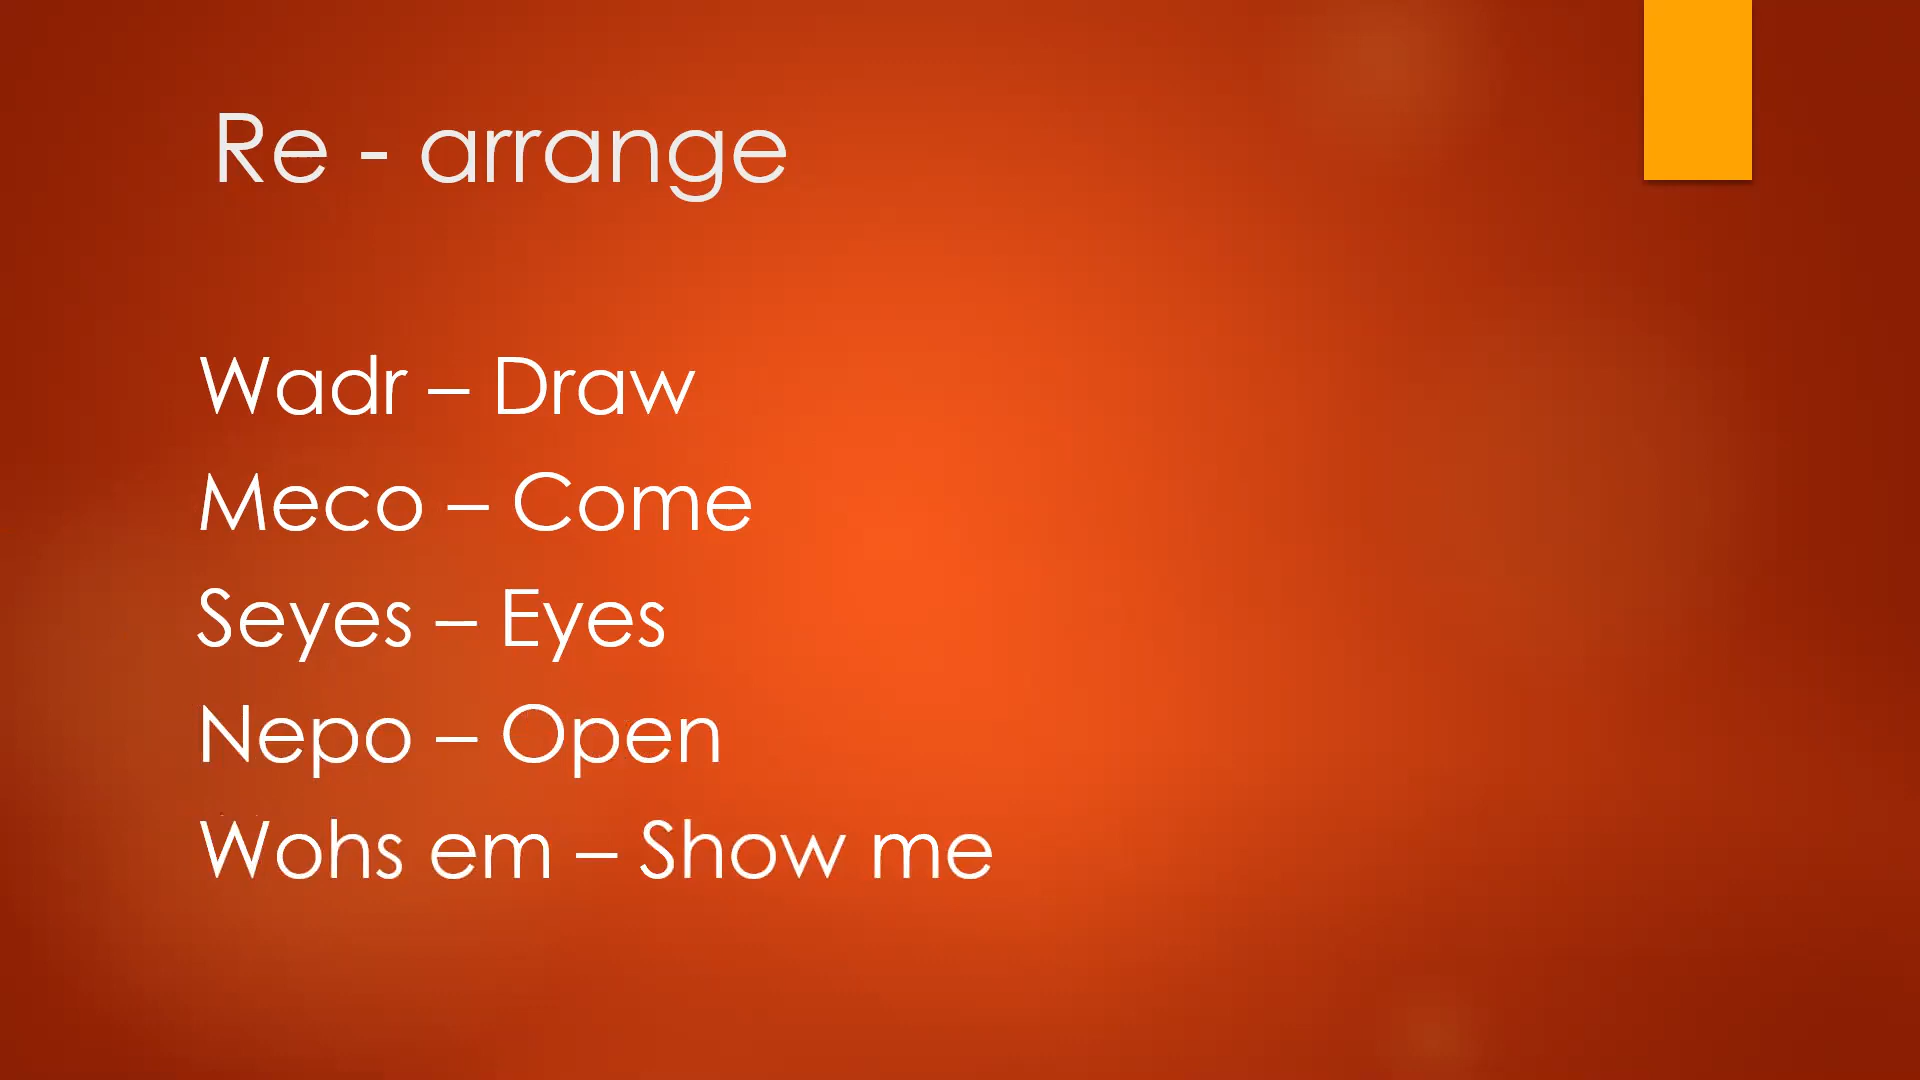 Re - arrange
Wadr – Draw
Meco – Come
Seyes – Eyes
Nepo – Open
Wohs em – Show me